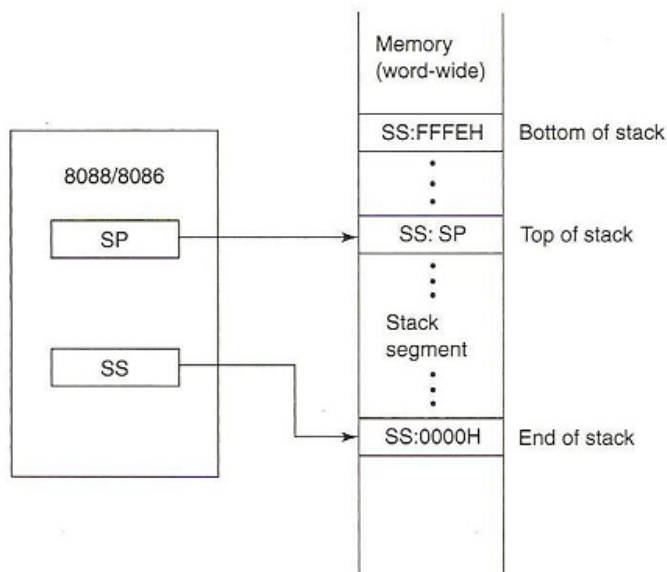 Memory
(word-wide)
SS:FFFEH Bottom of stack
8088/8086
SP
SS: SP Top of stack
Stack
segment
SS
SS:0000H End of stack